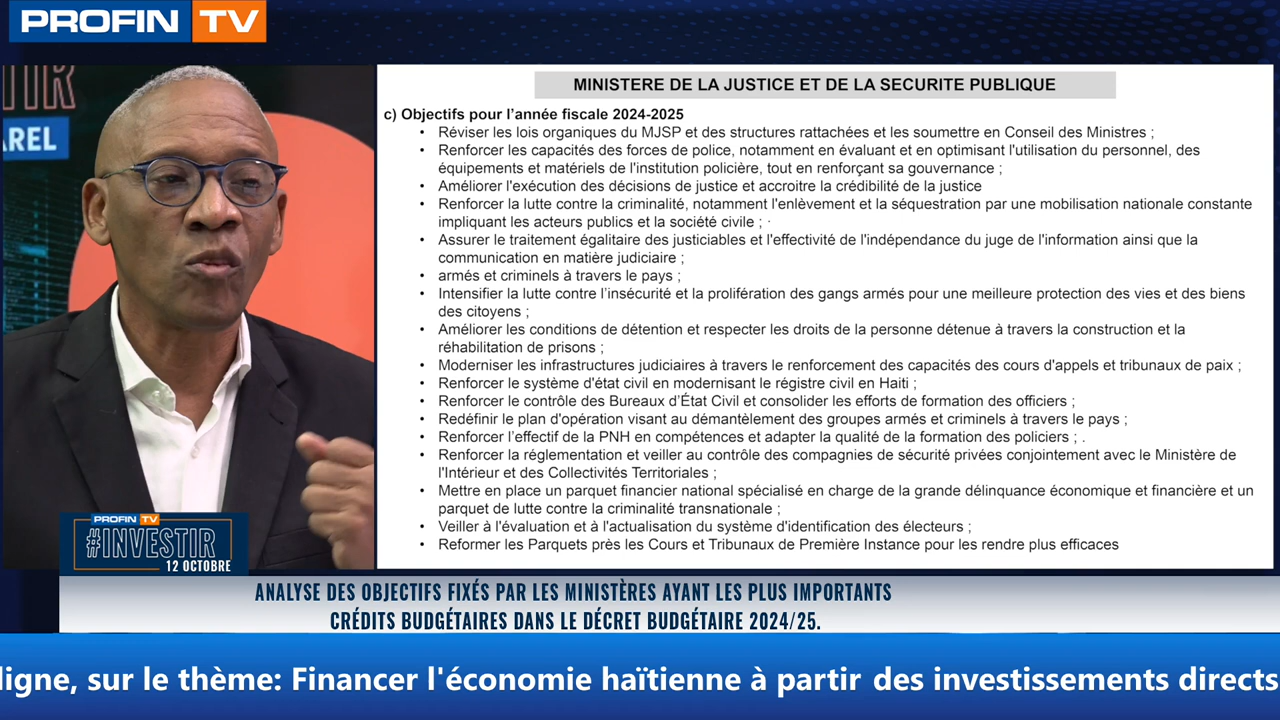 PROFIN TV
TIR
AREL
MINISTERE DE LA JUSTICE ET DE LA SECURITE PUBLIQUE
c) Objectifs pour l'année fiscale 2024-2025
• Réviser les lois organiques du MJSP et des structures rattachées et les soumettre en Conseil des Ministres ;
• Renforcer les capacités des forces de police, notamment en évaluant et en optimisant l'utilisation du personnel, des
équipements et matériels de l'institution policière, tout en renforçant sa gouvernance ;
• Améliorer l'exécution des décisions de justice et accroitre la crédibilité de la justice
• Renforcer la lutte contre la criminalité, notamment l'enlèvement et la séquestration par une mobilisation nationale constante
impliquant les acteurs publics et la société civile ; ·
• Assurer le traitement égalitaire des justiciables et l'effectivité de l'indépendance du juge de l'information ainsi que la
communication en matière judiciaire ;
• armés et criminels à travers le pays ;
• Intensifier la lutte contre l'insécurité et la prolifération des gangs armés pour une meilleure protection des vies et des biens
des citoyens ;
• Améliorer les conditions de détention et respecter les droits de la personne détenue à travers la construction et la
réhabilitation de prisons ;
• Moderniser les infrastructures judiciaires à travers le renforcement des capacités des cours d'appels et tribunaux de paix ;
• Renforcer le système d'état civil en modernisant le régistre civil en Haiti ;
• Renforcer le contrôle des Bureaux d'État Civil et consolider les efforts de formation des officiers ;
• Redéfinir le plan d'opération visant au démantèlement des groupes armés et criminels à travers le pays ;
• Renforcer l'effectif de la PNH en compétences et adapter la qualité de la formation des policiers ; .
• Renforcer la réglementation et veiller au contrôle des compagnies de sécurité privées conjointement avec le Ministère de
l'Intérieur et des Collectivités Territoriales ;
• Mettre en place un parquet financier national spécialisé en charge de la grande délinquance économique et financière et un
parquet de lutte contre la criminalité transnationale ;
• Veiller à l'évaluation et à l'actualisation du système d'identification des électeurs ;
• Reformer les Parquets près les Cours et Tribunaux de Première Instance pour les rendre plus efficaces
PROFIN TV
#INVESTIR
12 OCTOBRE
ANALYSE DES OBJECTIFS FIXÉS PAR LES MINISTÈRES AYANT LES PLUS IMPORTANTS
CRÉDITS BUDGÉTAIRES DANS LE DÉCRET BUDGÉTAIRE 2024/25.
ligne, sur le thème: Financer l'économie haïtienne à partir des investissements directs